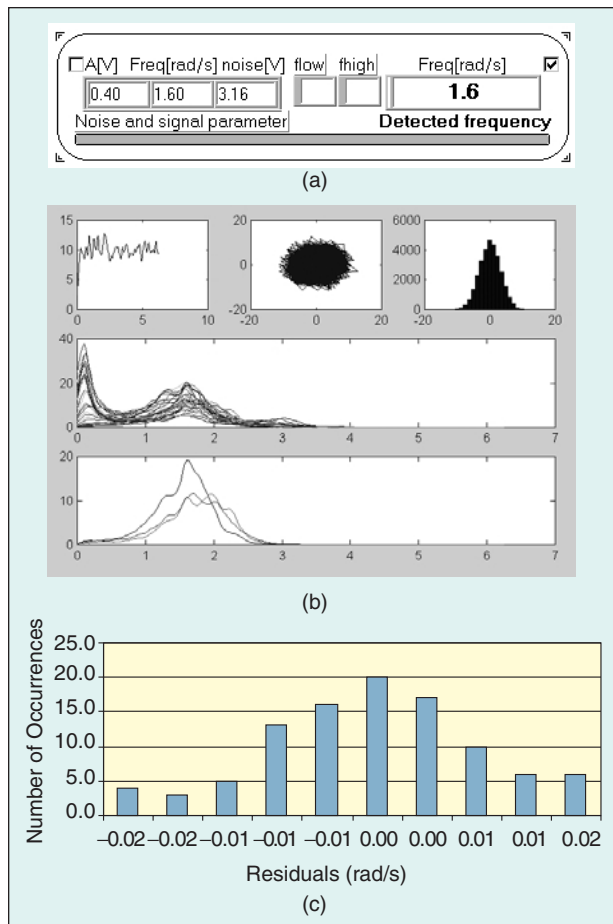 A[V] Freq[rad/s] noise[V] flow fhigh Freq[rad/s]
0.40 1.60 3.16 1.6
Noise and signal parameter Detected frequency
(a)
15
10
5
0
0 5 10
20
10
0
-10
-20
-20 0 20
6000
4000
2000
0
-20 0 20
40
20
0
0 1 2 3 4 5 6 7
20
10
0
0 1 2 3 4 5 6 7
(b)
Number of Occurrences
25.0
20.0
15.0
10.0
5.0
0.0
–0.02 –0.02 –0.01 –0.01 –0.01 0.00 0.00 0.01 0.01 0.02
Residuals (rad/s)
(c)